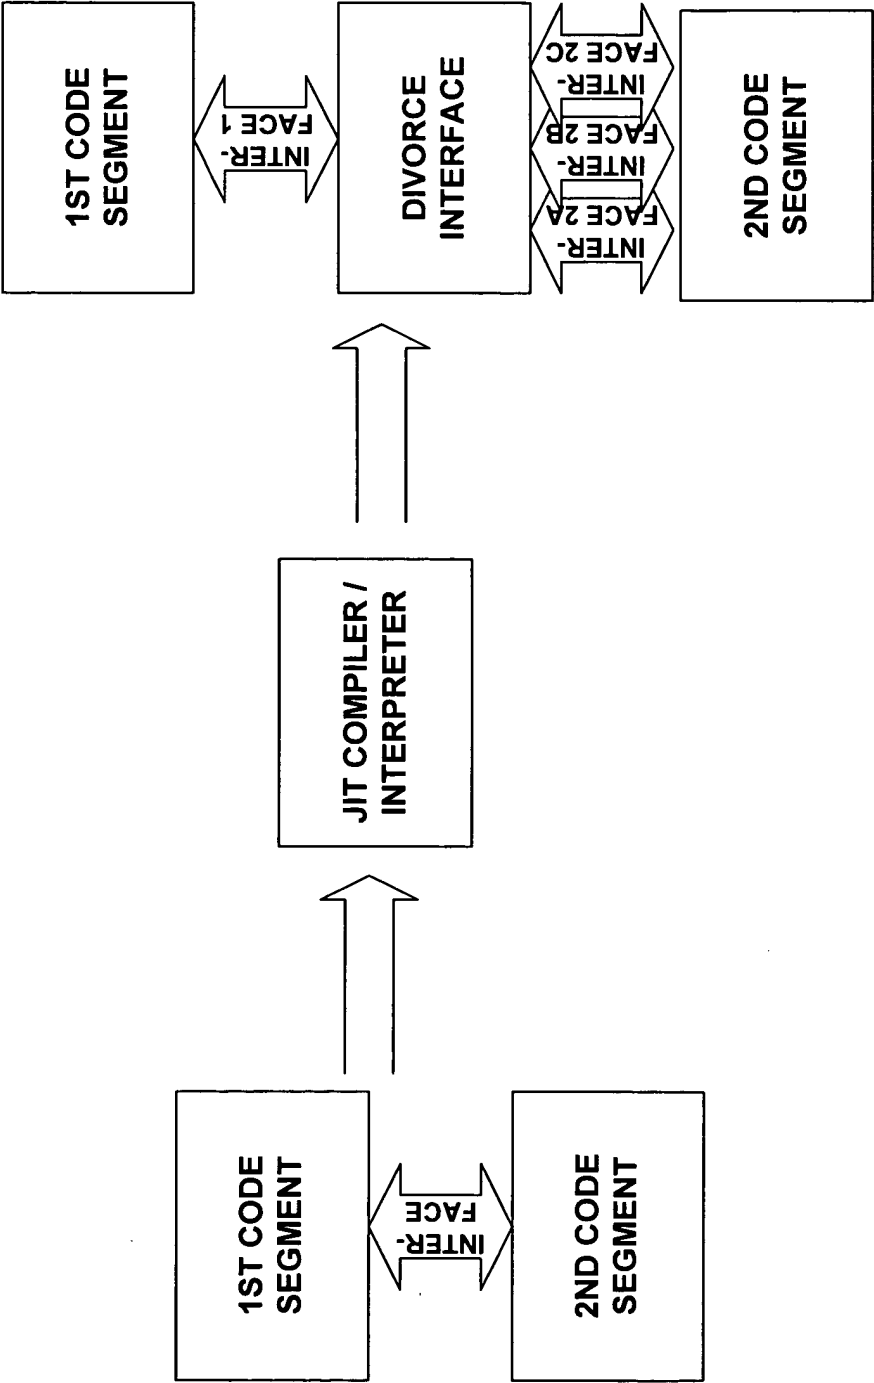 1ST CODE
SEGMENT
INTER-
FACE
2ND CODE
SEGMENT
JIT COMPILER /
INTERPRETER
1ST CODE
SEGMENT
INTER-
FACE 1
DIVORCE
INTERFACE
INTER-
FACE 2A
INTER-
FACE 2B
INTER-
FACE 2C
2ND CODE
SEGMENT